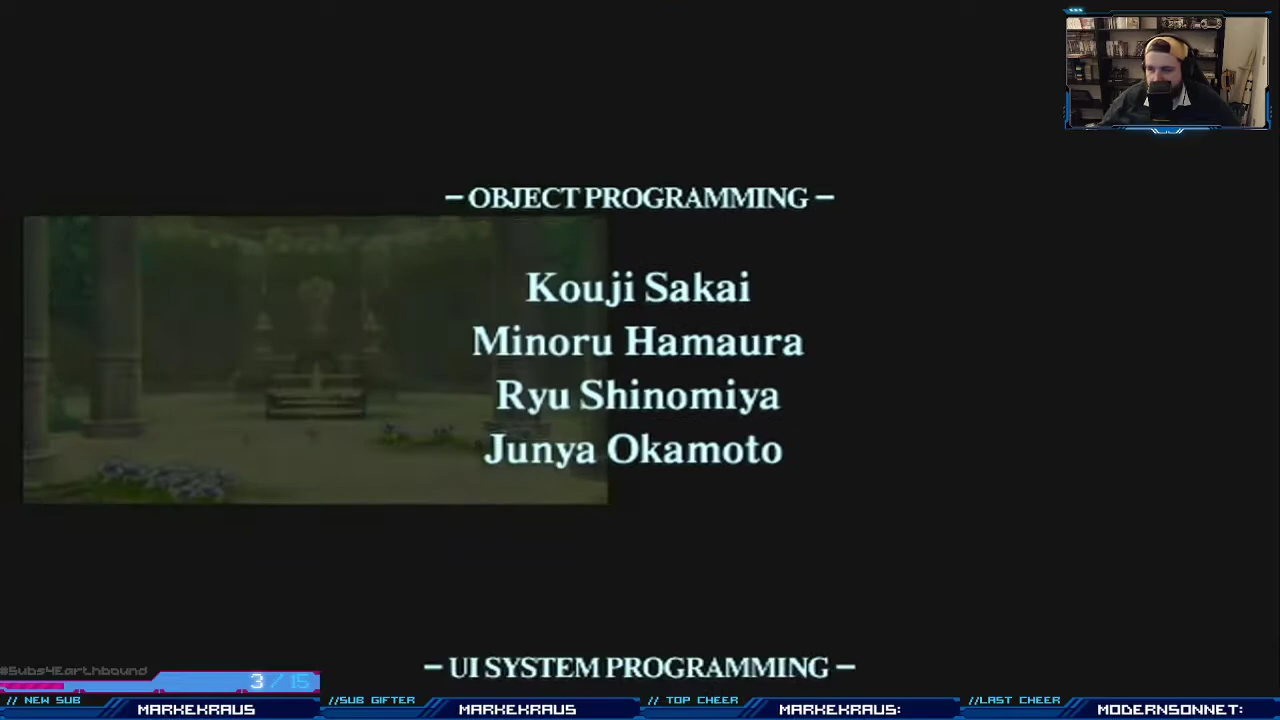 – OBJECT PROGRAMMING –
Kouji Sakai
Minoru Hamaura
Ryu Shinomiya
Junya Okamoto
– UI SYSTEM PROGRAMMING –
#Subs4Earthbound
3 / 15
// NEW SUB
MARKEKRAUS
//SUB GIFTER
MARKEKRAUS
// TOP CHEER
MARKEKRAUS:
//LAST CHEER
MODERNSONNET: